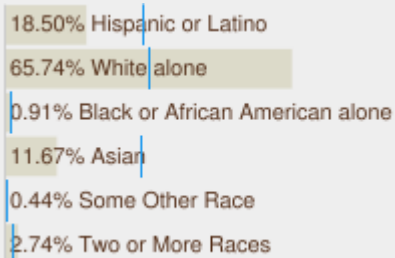 18.50% Hispanic or Latino
65.74% White alone
0.91% Black or African American alone
11.67% Asian
0.44% Some Other Race
2.74% Two or More Races